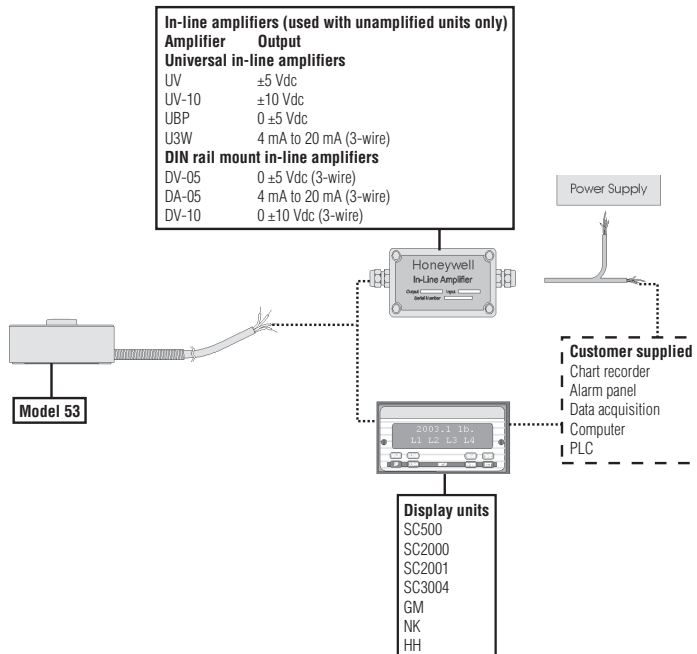 In-line amplifiers (used with unamplified units only)
Amplifier Output
Universal in-line amplifiers
UV ±5 Vdc
UV-10 ±10 Vdc
UBP 0 ±5 Vdc
U3W 4 mA to 20 mA (3-wire)
DIN rail mount in-line amplifiers
DV-05 0 ±5 Vdc (3-wire)
DA-05 4 mA to 20 mA (3-wire)
DV-10 0 ±10 Vdc (3-wire)
Power Supply
Honeywell
In-Line Amplifier
Output Input
Serial Number
Model 53
Customer supplied
Chart recorder
Alarm panel
Data acquisition
Computer
PLC
2003.1 lb.
L1 L2 L3 L4
Display units
SC500
SC2000
SC2001
SC3004
GM
NK
HH